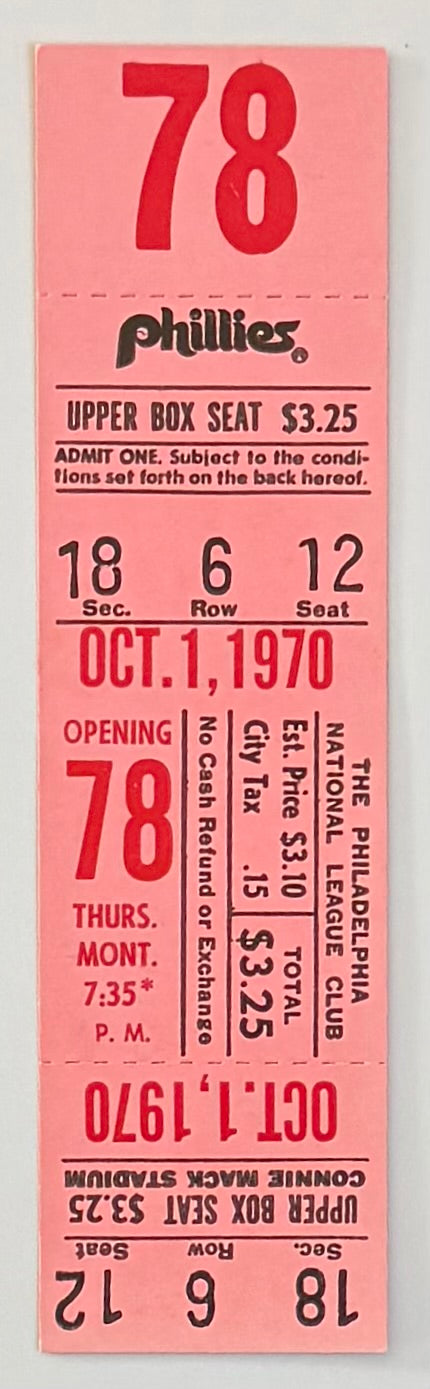 78
Phillies®
UPPER BOX SEAT $3.25
ADMIT ONE. Subject to the condi-
tions set forth on the back hereof.
18 6 12
Sec. Row Seat
OCT. 1, 1970
OPENING
78
THURS.
MONT.
7:35*
P. M.
No Cash Refund or Exchange
Est. Price $3.10
City Tax .15
TOTAL
$3.25
THE PHILADELPHIA
NATIONAL LEAGUE CLUB
OCT. 1, 1970
CONNIE MACK STADIUM
UPPER BOX SEAT $3.25
Sec. Row Seat
18 6 12